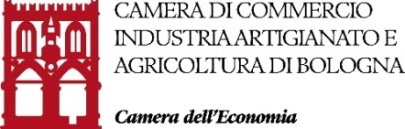 CAMERA DI COMMERCIO
INDUSTRIA ARTIGIANATO E
AGRICOLTURA DI BOLOGNA
Camera dell'Economia